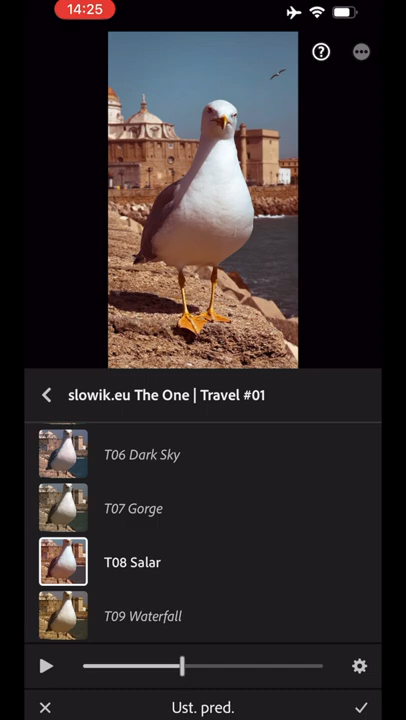 14:25
?
slowik.eu The One | Travel #01
T06 Dark Sky
T07 Gorge
T08 Salar
T09 Waterfall
Ust. pred.